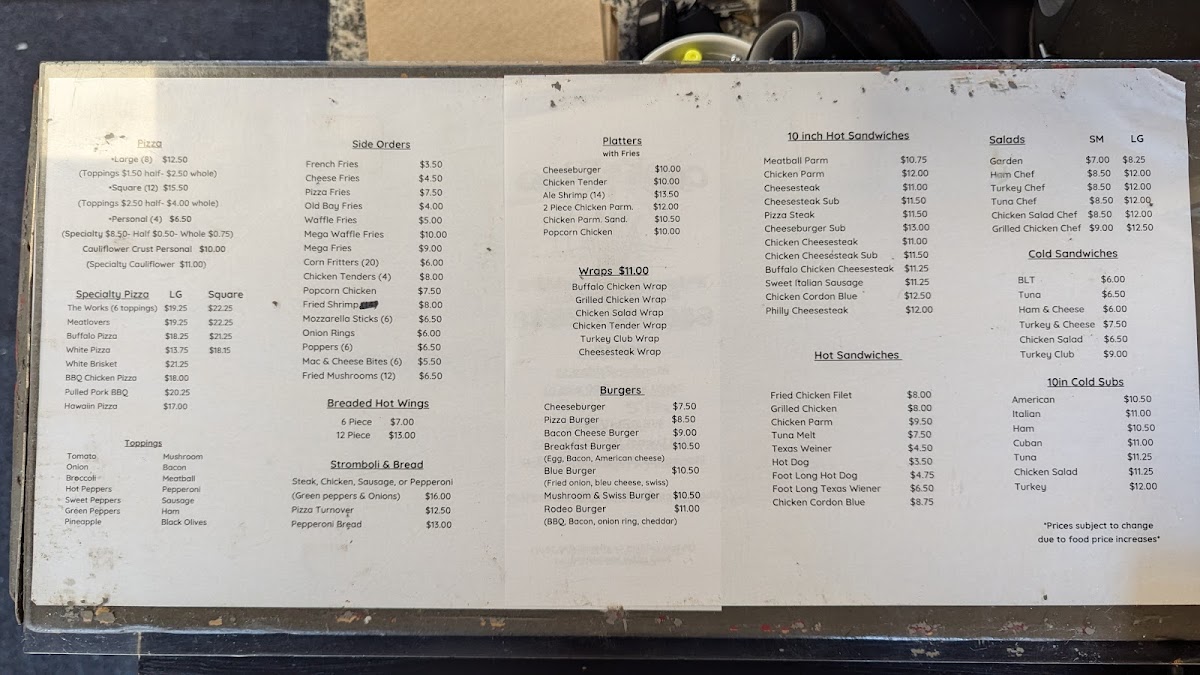 Pizza
•Large (8) $12.50
(Toppings $1.50 half- $2.50 whole)
•Square (12) $15.50
(Toppings $2.50 half- $4.00 whole)
•Personal (4) $6.50
(Specialty $8.50- Half $0.50- Whole $0.75)
Cauliflower Crust Personal $10.00
(Specialty Cauliflower $11.00)
Specialty Pizza LG Square
The Works (6 toppings) $19.25 $22.25
Meatlovers $19.25 $22.25
Buffalo Pizza $18.25 $21.25
White Pizza $13.75 $18.15
White Brisket $21.25
BBQ Chicken Pizza $18.00
Pulled Pork BBQ $20.25
Hawaiin Pizza $17.00
Toppings
Tomato Mushroom
Onion Bacon
Broccoli Meatball
Hot Peppers Pepperoni
Sweet Peppers Sausage
Green Peppers Ham
Pineapple Black Olives
Side Orders
French Fries $3.50
Cheese Fries $4.50
Pizza Fries $7.50
Old Bay Fries $4.00
Waffle Fries $5.00
Mega Waffle Fries $10.00
Mega Fries $9.00
Corn Fritters (20) $6.00
Chicken Tenders (4) $8.00
Popcorn Chicken $7.50
Fried Shrimp $8.00
Mozzarella Sticks (6) $6.50
Onion Rings $6.00
Poppers (6) $6.50
Mac & Cheese Bites (6) $5.50
Fried Mushrooms (12) $6.50
Breaded Hot Wings
6 Piece $7.00
12 Piece $13.00
Stromboli & Bread
Steak, Chicken, Sausage, or Pepperoni
(Green peppers & Onions) $16.00
Pizza Turnover $12.50
Pepperoni Bread $13.00
Platters
with Fries
Cheeseburger $10.00
Chicken Tender $10.00
Ale Shrimp (14) $13.50
2 Piece Chicken Parm. $12.00
Chicken Parm. Sand. $10.50
Popcorn Chicken $10.00
Wraps $11.00
Buffalo Chicken Wrap
Grilled Chicken Wrap
Chicken Salad Wrap
Chicken Tender Wrap
Turkey Club Wrap
Cheesesteak Wrap
Burgers
Cheeseburger $7.50
Pizza Burger $8.50
Bacon Cheese Burger $9.00
Breakfast Burger $10.50
(Egg, Bacon, American cheese)
Blue Burger $10.50
(Fried onion, bleu cheese, swiss)
Mushroom & Swiss Burger $10.50
Rodeo Burger $11.00
(BBQ, Bacon, onion ring, cheddar)
10 inch Hot Sandwiches
Meatball Parm $10.75
Chicken Parm $12.00
Cheesesteak $11.00
Cheesesteak Sub $11.50
Pizza Steak $11.50
Cheeseburger Sub $13.00
Chicken Cheesesteak $11.00
Chicken Cheesesteak Sub $11.50
Buffalo Chicken Cheesesteak $11.25
Sweet Italian Sausage $11.25
Chicken Cordon Blue $12.50
Philly Cheesesteak $12.00
Hot Sandwiches
Fried Chicken Filet $8.00
Grilled Chicken $8.00
Chicken Parm $9.50
Tuna Melt $7.50
Texas Weiner $4.50
Hot Dog $3.50
Foot Long Hot Dog $4.75
Foot Long Texas Wiener $6.50
Chicken Cordon Blue $8.75
Salads SM LG
Garden $7.00 $8.25
Ham Chef $8.50 $12.00
Turkey Chef $8.50 $12.00
Tuna Chef $8.50 $12.00
Chicken Salad Chef $8.50 $12.00
Grilled Chicken Chef $9.00 $12.50
Cold Sandwiches
BLT $6.00
Tuna $6.50
Ham & Cheese $6.00
Turkey & Cheese $7.50
Chicken Salad $6.50
Turkey Club $9.00
10in Cold Subs
American $10.50
Italian $11.00
Ham $10.50
Cuban $11.00
Tuna $11.25
Chicken Salad $11.25
Turkey $12.00
*Prices subject to change
due to food price increases*